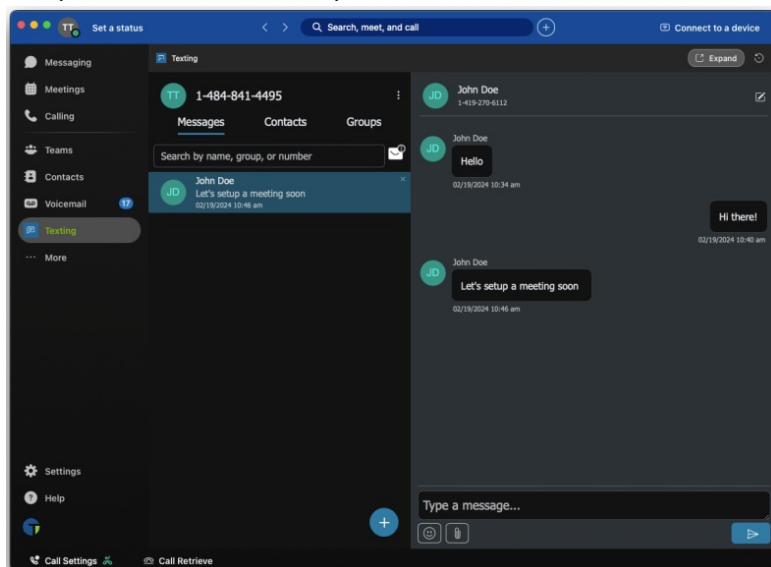 TT
Set a status
Search, meet, and call
Connect to a device
Messaging
Meetings
Calling
Teams
Contacts
Voicemail
17
Texting
More
Settings
Help
Texting
Expand
TT
1-484-841-4495
Messages Contacts Groups
Search by name, group, or number
JD
John Doe
Let's setup a meeting soon
02/19/2024 10:46 am
JD
John Doe
1-419-270-6112
John Doe
JD
Hello
02/19/2024 10:34 am
Hi there!
02/19/2024 10:40 am
John Doe
JD
Let's setup a meeting soon
02/19/2024 10:46 am
Type a message...
Call Settings
Call Retrieve